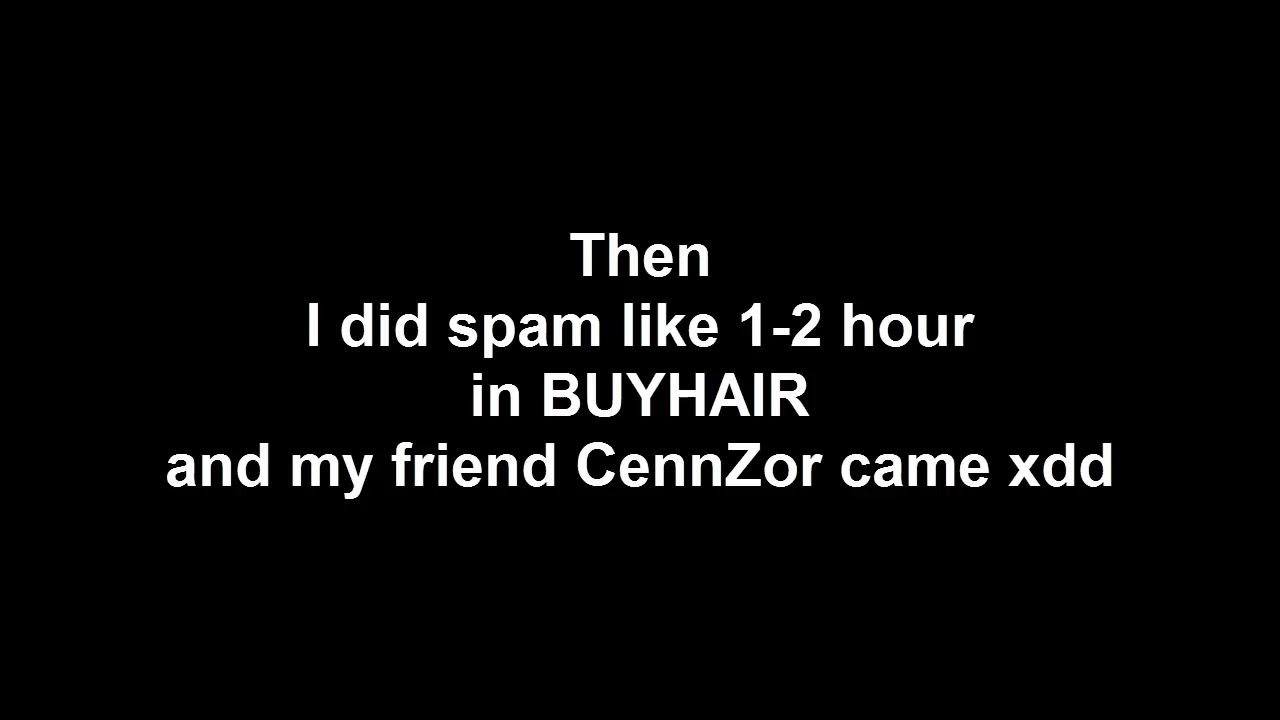 Then
I did spam like 1-2 hour
in BUYHAIR
and my friend CennZor came xdd